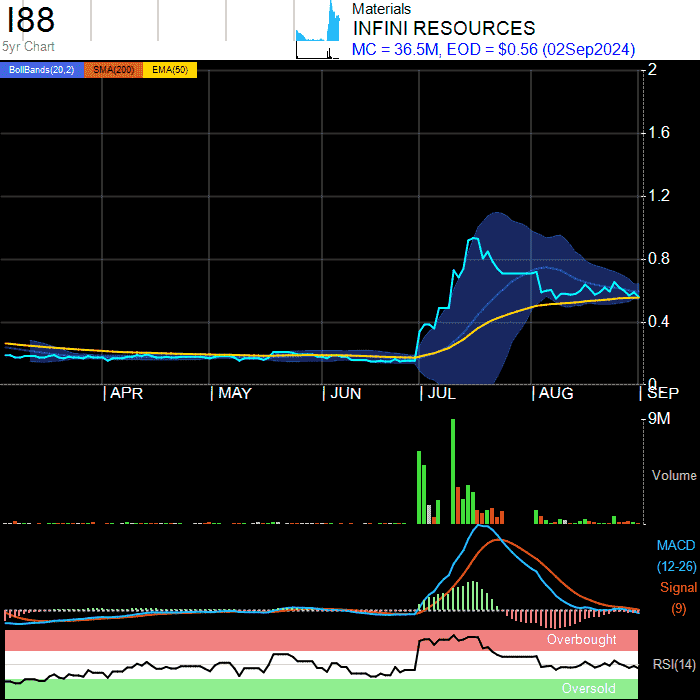 I88
5yr Chart
Materials
INFINI RESOURCES
MC = 36.5M, EOD = $0.56 (02Sep2024)
BollBands(20,2) SMA(200) EMA(50)
2
1.6
1.2
0.8
0.4
0
APR MAY JUN JUL AUG SEP
9M
Volume
MACD
(12-26)
Signal
(9)
Overbought
RSI(14)
Oversold